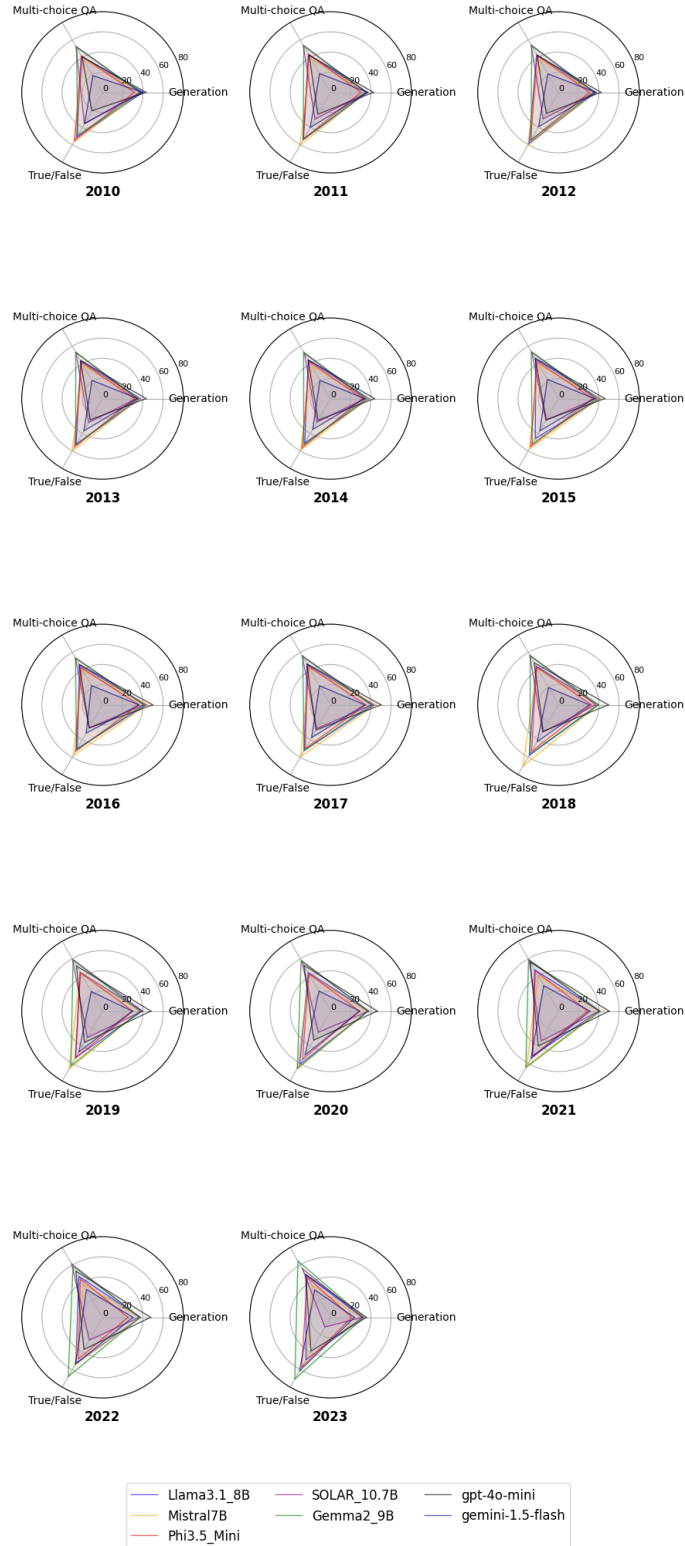 Multi-choice QA Multi-choice QA Multi-choice QA
80 80 80
60 60 60
40 40 40
20 20 20
0 Generation 0 Generation 0 Generation
True/False True/False True/False
2010 2011 2012
Multi-choice QA Multi-choice QA Multi-choice QA
80 80 80
60 60 60
40 40 40
20 20 20
0 Generation 0 Generation 0 Generation
True/False True/False True/False
2013 2014 2015
Multi-choice QA Multi-choice QA Multi-choice QA
80 80 80
60 60 60
40 40 40
20 20 20
0 Generation 0 Generation 0 Generation
True/False True/False True/False
2016 2017 2018
Multi-choice QA Multi-choice QA Multi-choice QA
80 80 80
60 60 60
40 40 40
20 20 20
0 Generation 0 Generation 0 Generation
True/False True/False True/False
2019 2020 2021
Multi-choice QA Multi-choice QA
80 80
60 60
40 40
20 20
0 Generation 0 Generation
True/False True/False
2022 2023
Llama3.1_8B SOLAR_10.7B gpt-4o-mini
Mistral7B Gemma2_9B gemini-1.5-flash
Phi3.5_Mini